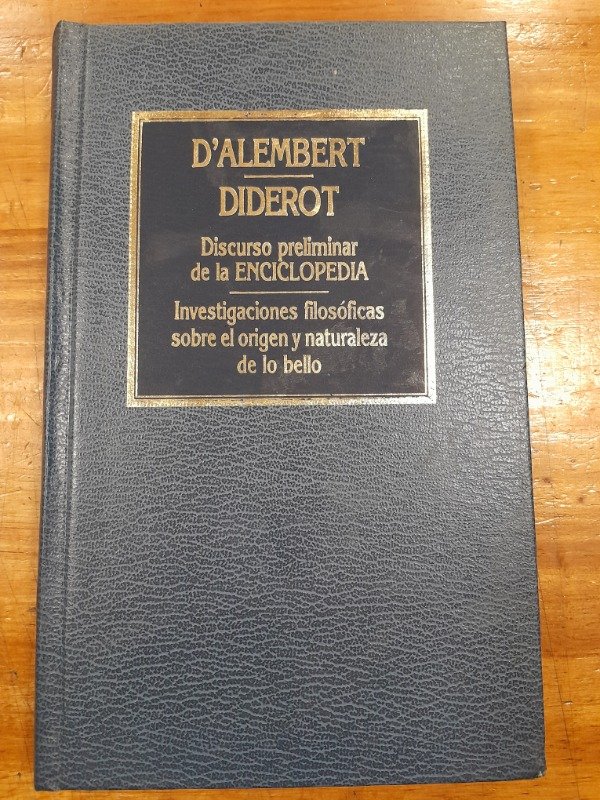 D'ALEMBERT
DIDEROT
Discurso preliminar
de la ENCICLOPEDIA
Investigaciones filosóficas
sobre el origen y naturaleza
de lo bello